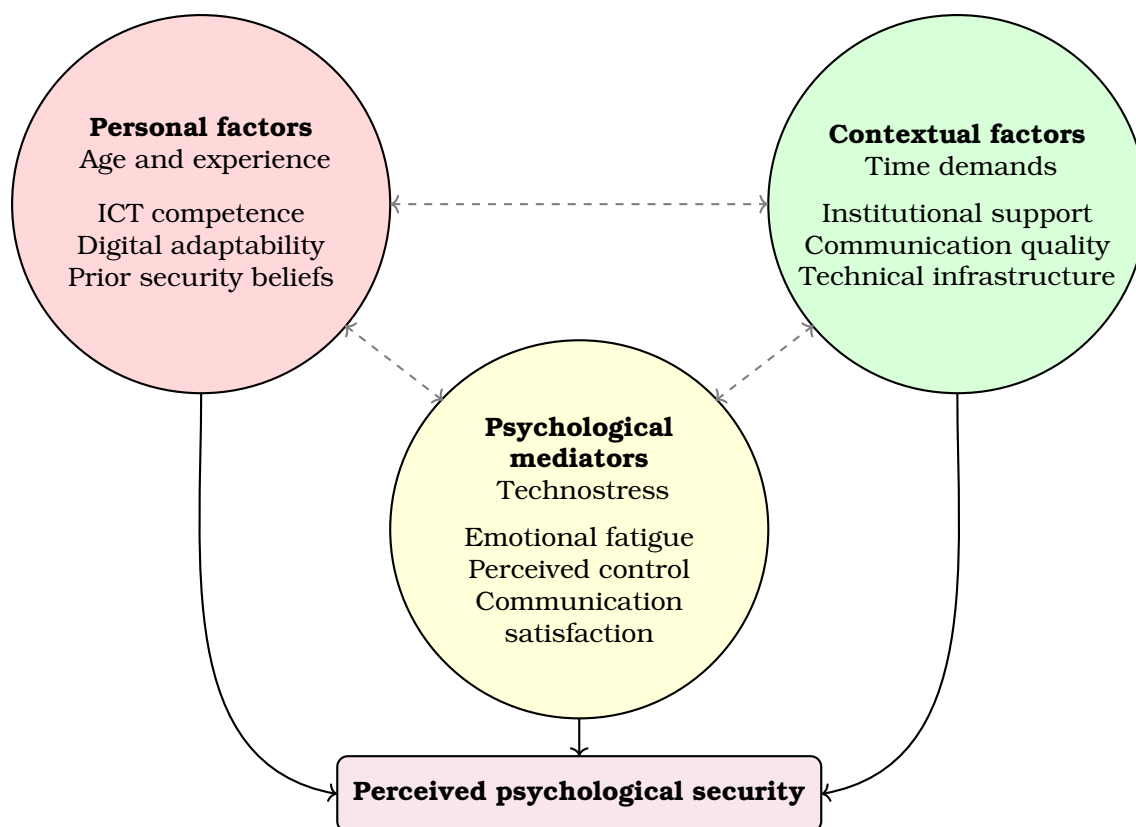 Personal factors
Age and experience
ICT competence
Digital adaptability
Prior security beliefs
Contextual factors
Time demands
Institutional support
Communication quality
Technical infrastructure
Psychological
mediators
Technostress
Emotional fatigue
Perceived control
Communication
satisfaction
Perceived psychological security